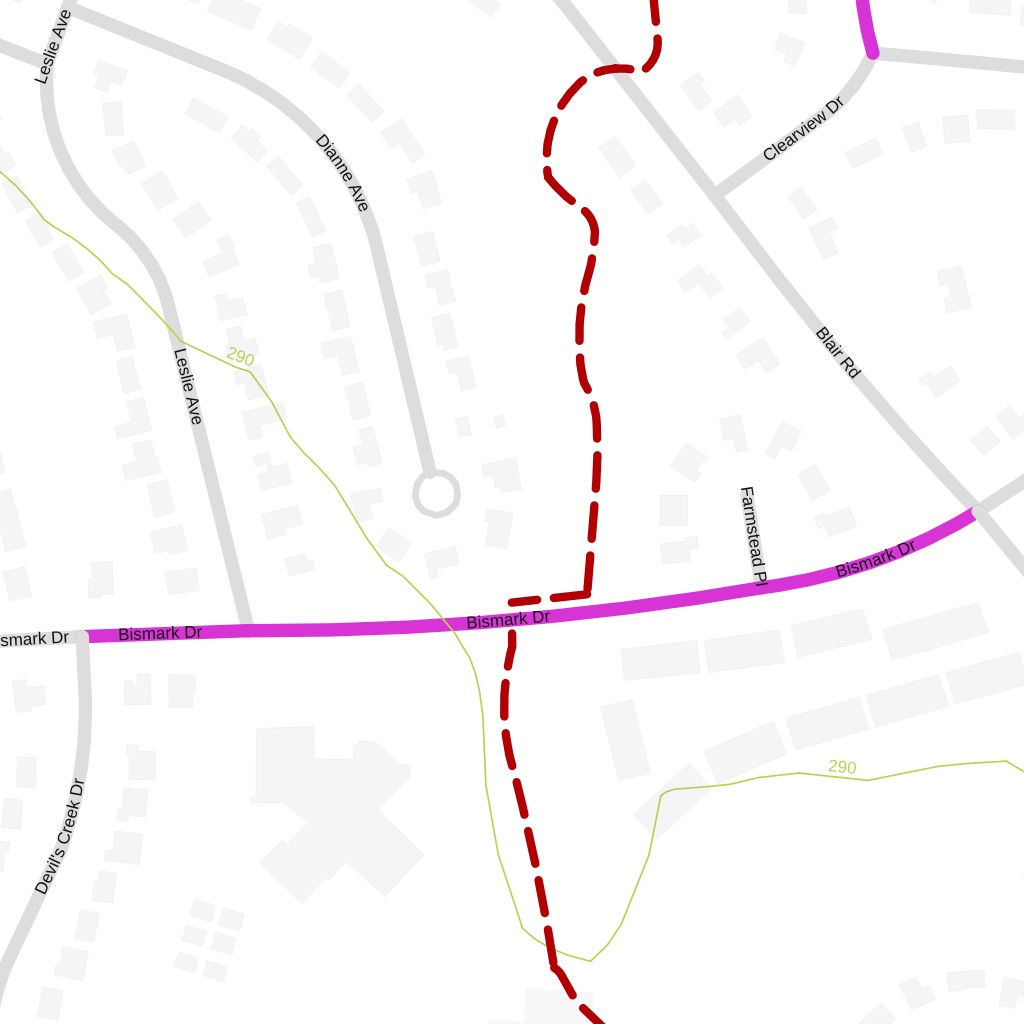 Leslie Ave
Dianne Ave
Clearview Dr
Blair Rd
290
Leslie Ave
Farmstead Pl
Bismark Dr
Bismark Dr
Bismark Dr
smark Dr
290
Devil's Creek Dr